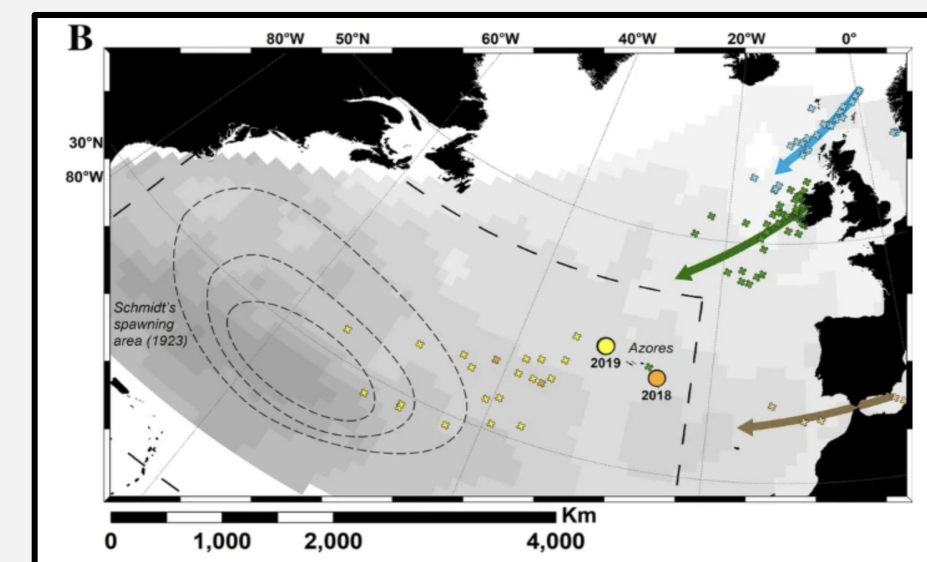 B
80°W 50°N 60°W 40°W 20°W 0°
30°N
80°W
Schmidt's
spawning
area (1923)
Azores
2019
2018
Km
0 1,000 2,000 4,000